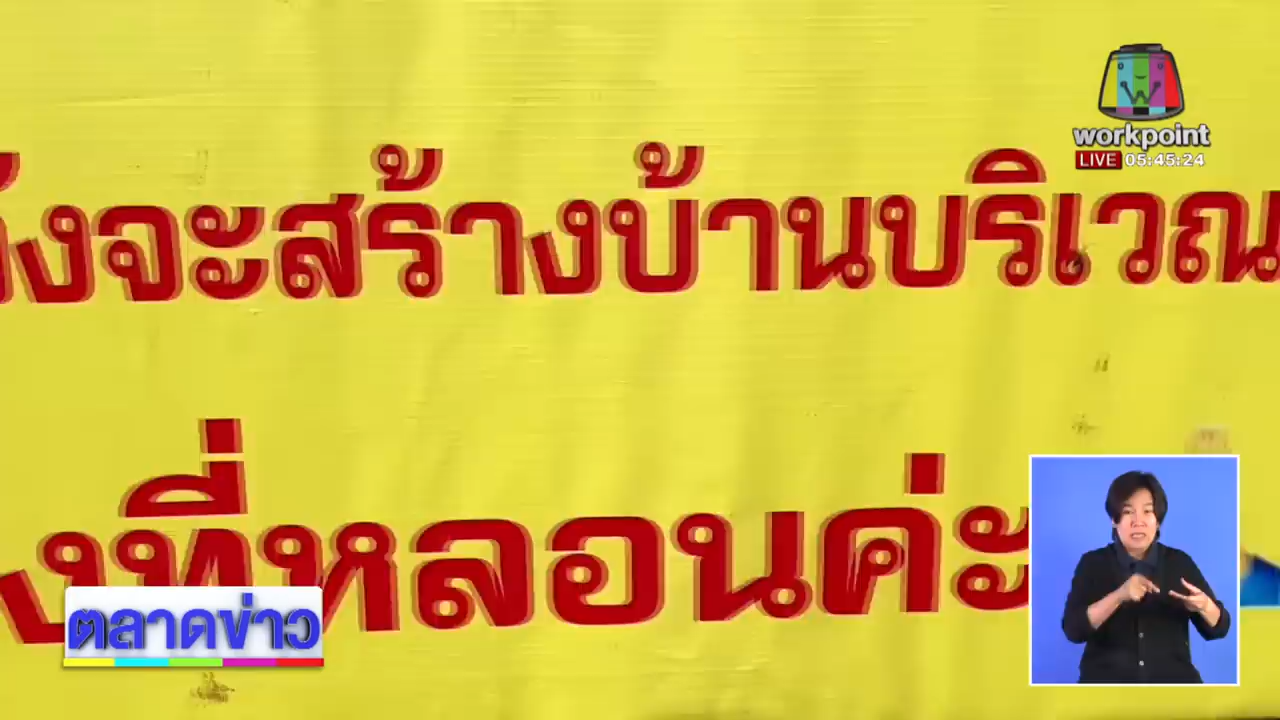 workpoint
LIVE 05:45:24
ังจะสร้างบ้านบริเวณ
งที่หลอนค่ะ
ตลาดข่าว